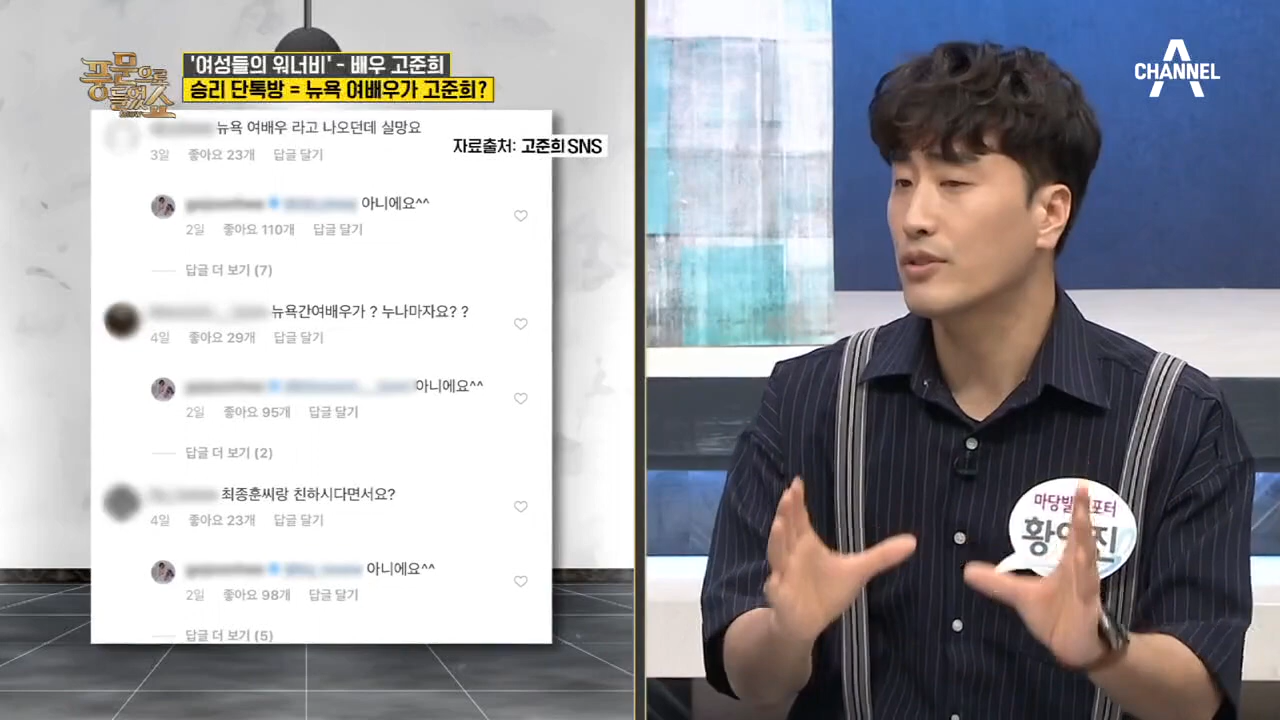 풍문으로
들었쇼
SHOW
'여성들의 워너비' - 배우 고준희
승리 단톡방 = 뉴욕 여배우가 고준희?
CHANNEL
자료출처: 고준희 SNS
뉴욕 여배우 라고 나오던데 실망요
3일 좋아요 23개 답글 달기
아니에요^^
2일 좋아요 110개 답글 달기
답글 더 보기 (7)
뉴욕간여배우가 ? 누나마자요? ?
4일 좋아요 29개 답글 달기
아니에요^^
2일 좋아요 95개 답글 달기
답글 더 보기 (2)
최종훈씨랑 친하시다면서요?
4일 좋아요 23개 답글 달기
아니에요^^
2일 좋아요 98개 답글 달기
답글 더 보기 (5)